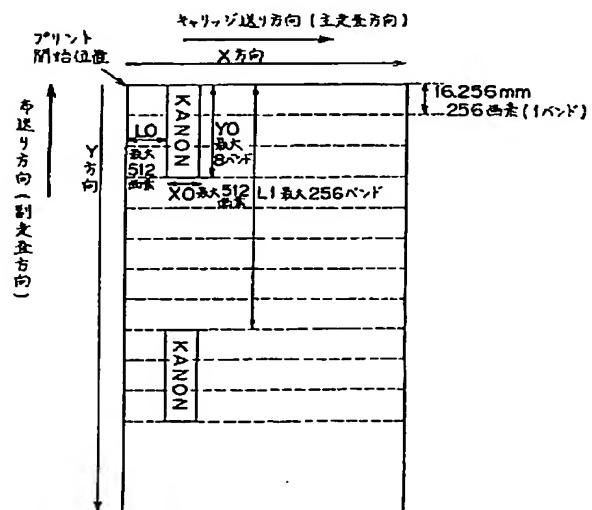 キャリッジ送り方向(主走査方向)
プリント
開始位置
X方向
16.256mm
256画素(1バンド)
布送り方向(副走査方向)
Y方向
L0
最大
512
画素
KANON
Y0
最大
8バンド
X0 最大512
画素
L1 最大256バンド
KANON